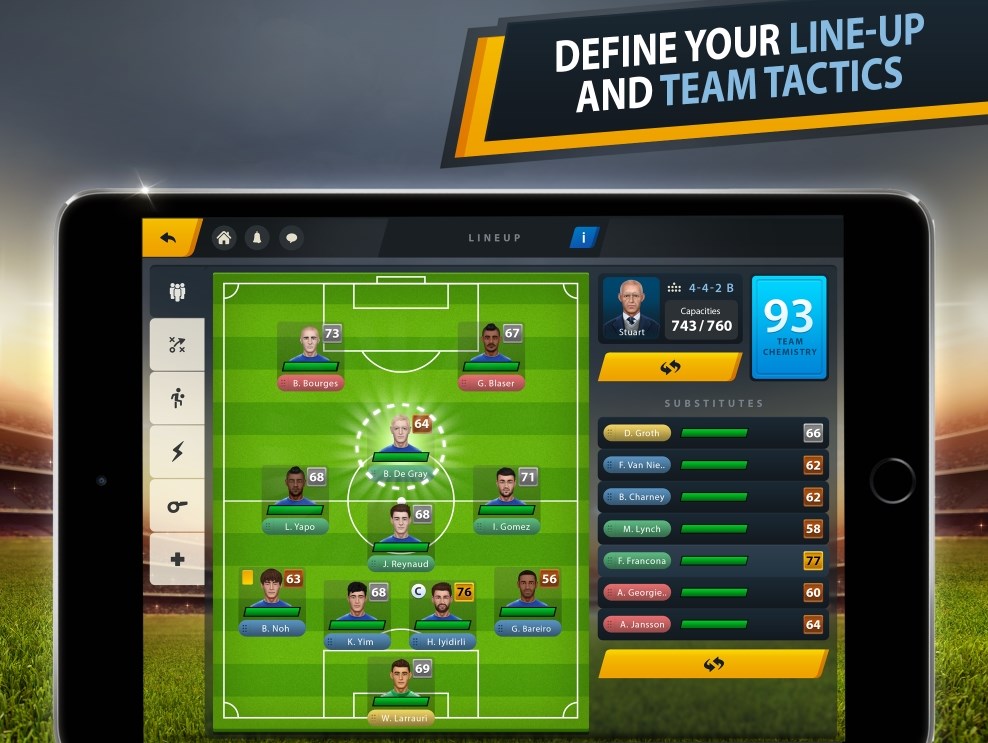 DEFINE YOUR LINE-UP
AND TEAM TACTICS
LINEUP
i
73
B. Bourges
67
G. Blaser
64
B. De Gray
68
L. Yapo
71
I. Gomez
68
J. Reynaud
63
B. Noh
68
K. Yim
C
76
H. Iyidirli
56
G. Bareiro
69
W. Larrauri
Stuart
4-4-2 B
Capacities
743/760
93
TEAM
CHEMISTRY
SUBSTITUTES
D. Groth 66
F. Van Nie.. 62
B. Charney 62
M. Lynch 58
F. Francona 77
A. Georgie.. 60
A. Jansson 64